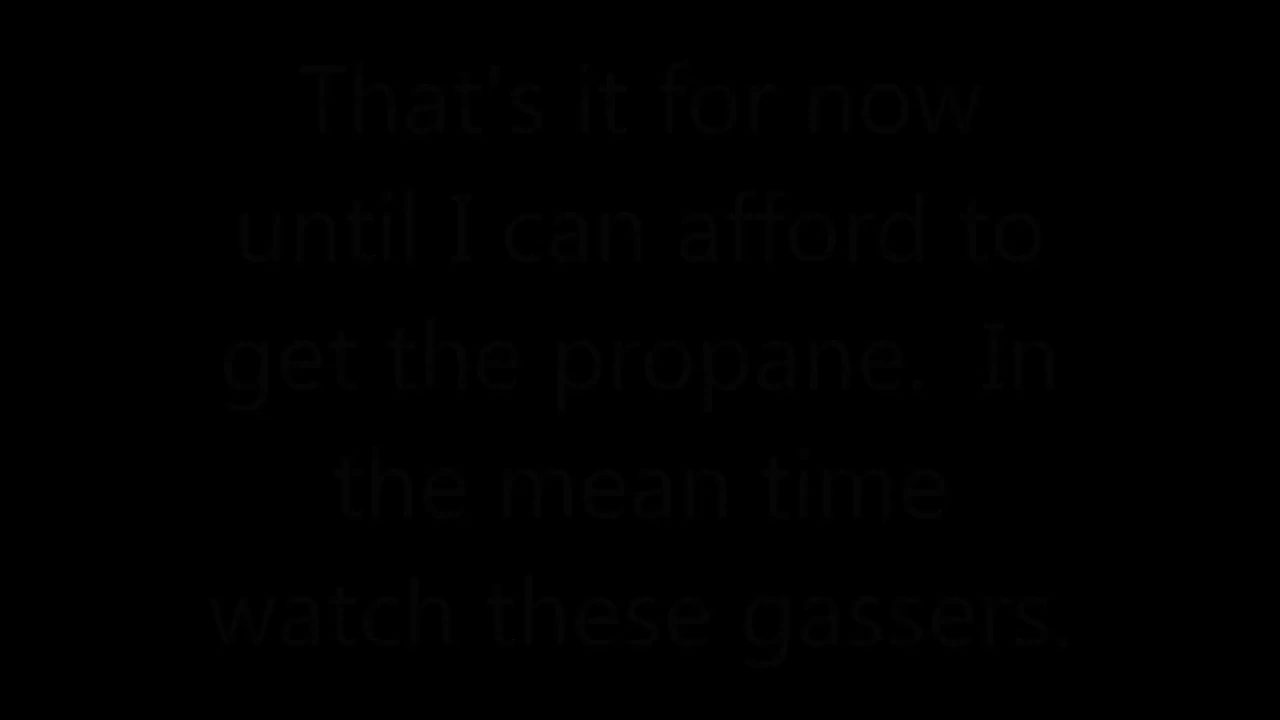 That's it for now
until I can afford to
get the propane.  In
the mean time
watch these gassers.